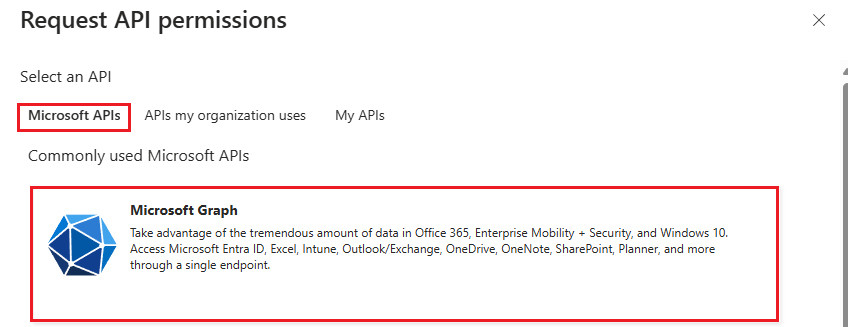 Request API permissions
Select an API
Microsoft APIs APIs my organization uses My APIs
Commonly used Microsoft APIs
Microsoft Graph
Take advantage of the tremendous amount of data in Office 365, Enterprise Mobility + Security, and Windows 10.
Access Microsoft Entra ID, Excel, Intune, Outlook/Exchange, OneDrive, OneNote, SharePoint, Planner, and more
through a single endpoint.